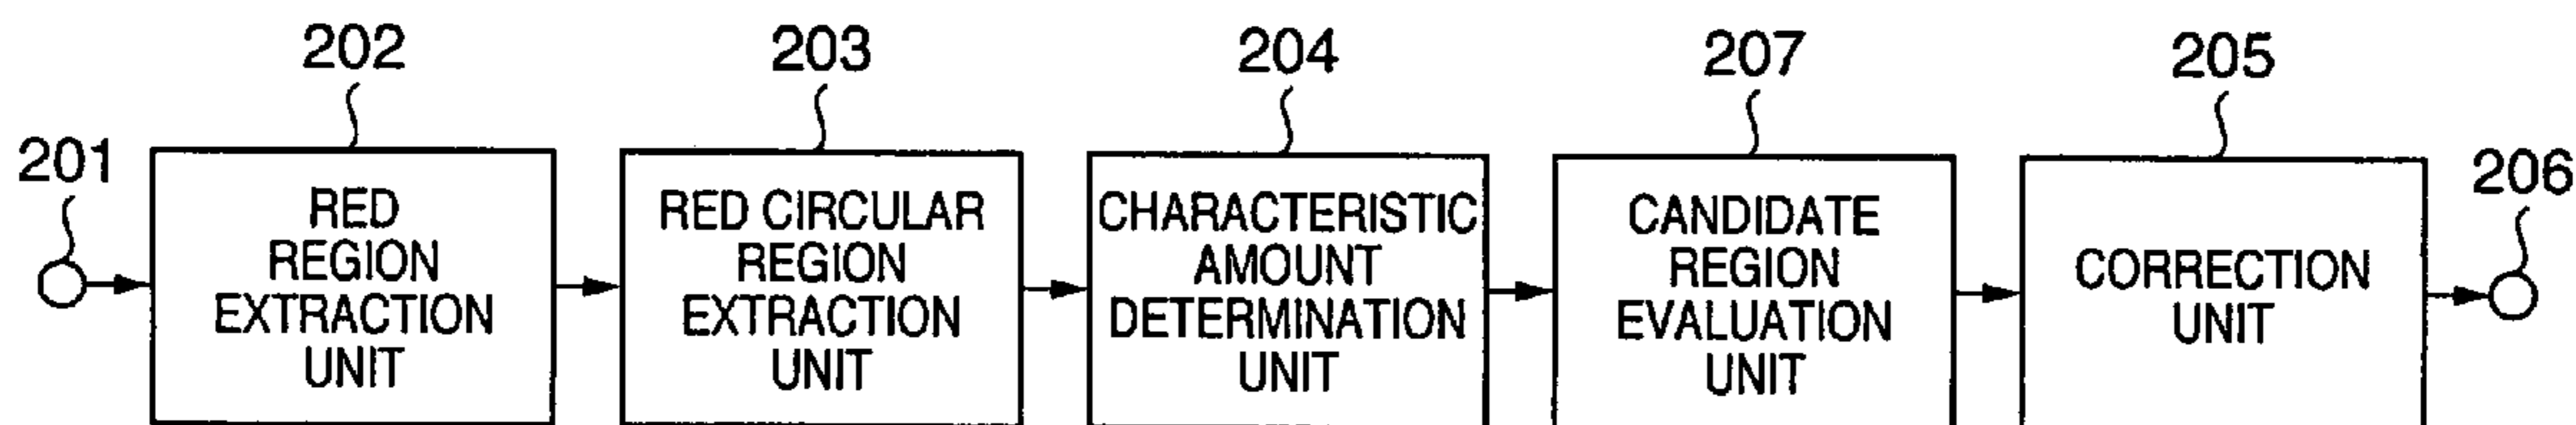 202
203
204
207
205
201
206
RED
REGION
EXTRACTION
UNIT
RED CIRCULAR
REGION
EXTRACTION
UNIT
CHARACTERISTIC
AMOUNT
DETERMINATION
UNIT
CANDIDATE
REGION
EVALUATION
UNIT
CORRECTION
UNIT